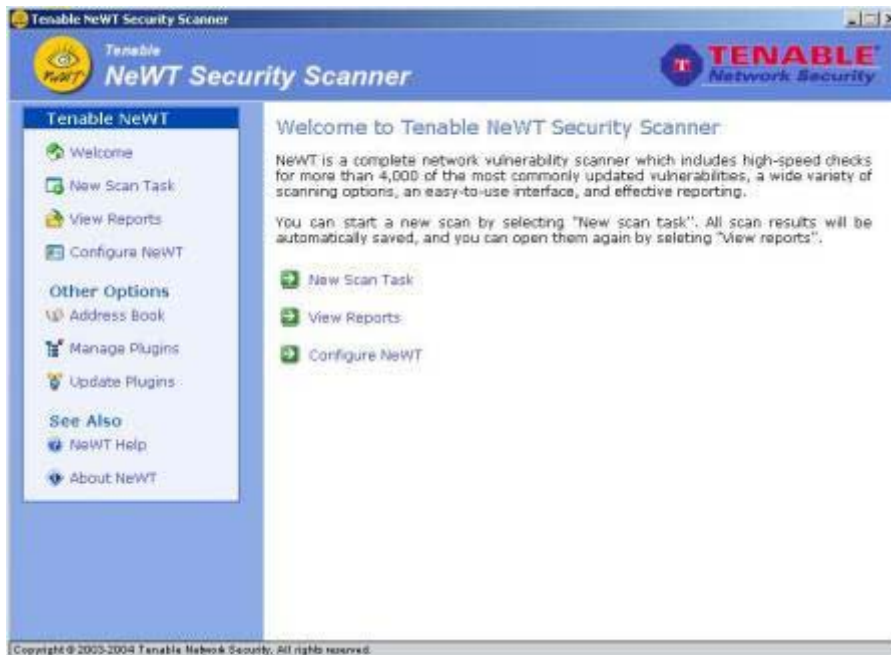 Tenable NeWT Security Scanner
NeWT
Tenable
NeWT Security Scanner
T
TENABLE
Network Security
Tenable NeWT
Welcome
New Scan Task
View Reports
Configure NeWT
Other Options
Address Book
Manage Plugins
Update Plugins
See Also
NeWT Help
About NeWT
Welcome to Tenable NeWT Security Scanner
NeWT is a complete network vulnerability scanner which includes high-speed checks
for more than 4,000 of the most commonly updated vulnerabilities, a wide variety of
scanning options, an easy-to-use interface, and effective reporting.
You can start a new scan by selecting "New scan task". All scan results will be
automatically saved, and you can open them again by seleting "View reports".
New Scan Task
View Reports
Configure NeWT
Copyright © 2003-2004 Tenable Network Security, All rights reserved.